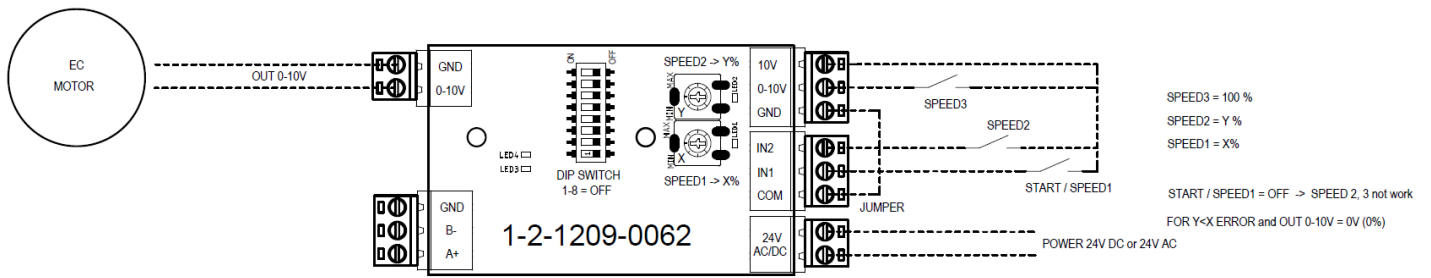 EC
MOTOR
OUT 0-10V
GND
0-10V
ON
OFF
SPEED2 -> Y%
MAX
MIN
Y
LED2
MAX
MIN
X
LED1
1
LED4
LED3
DIP SWITCH
1-8 = OFF
SPEED1 -> X%
GND
B-
A+
1-2-1209-0062
10V
0-10V
GND
IN2
IN1
COM
24V
AC/DC
SPEED3
SPEED2
START / SPEED1
JUMPER
POWER 24V DC or 24V AC
SPEED3 = 100 %
SPEED2 = Y %
SPEED1 = X%
START / SPEED1 = OFF -> SPEED 2, 3 not work
FOR Y<X ERROR and OUT 0-10V = 0V (0%)